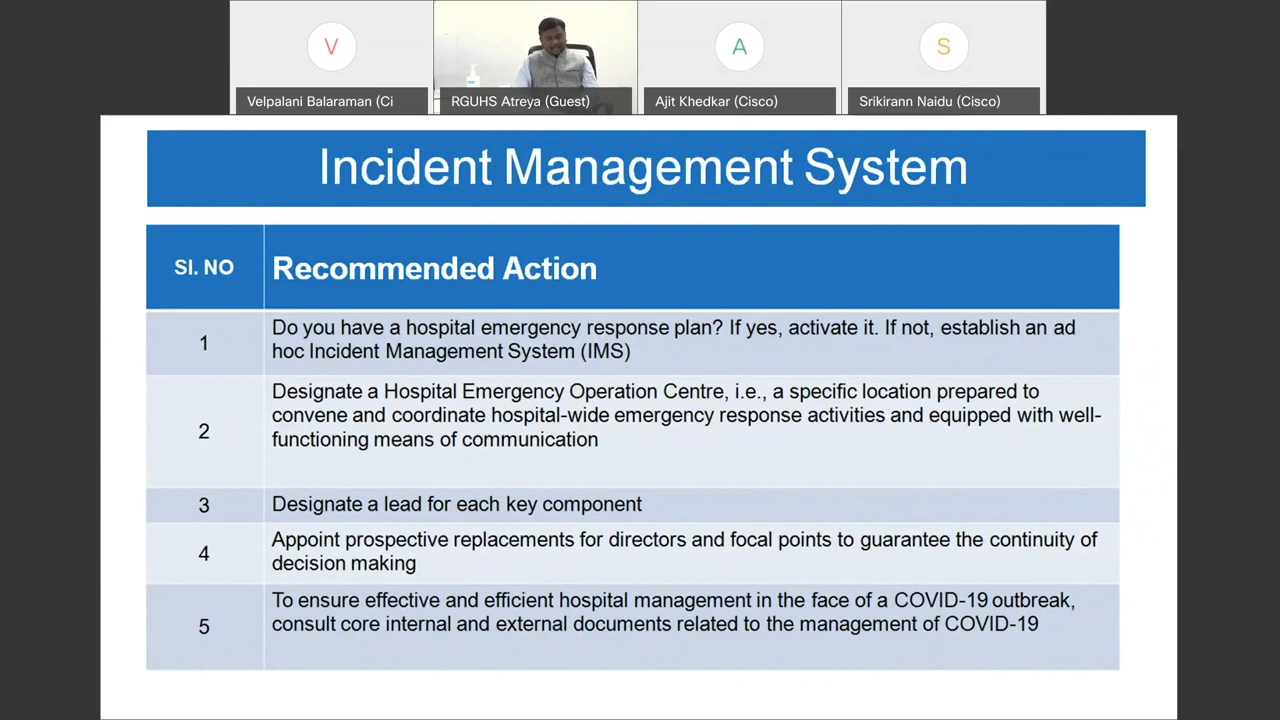 V
A
S
Velpalani Balaraman (Ci
RGUHS Atreya (Guest)
Ajit Khedkar (Cisco)
Srikirann Naidu (Cisco)
Incident Management System
Sl. NO
Recommended Action
1
Do you have a hospital emergency response plan? If yes, activate it. If not, establish an ad
hoc Incident Management System (IMS)
2
Designate a Hospital Emergency Operation Centre, i.e., a specific location prepared to
convene and coordinate hospital-wide emergency response activities and equipped with well-
functioning means of communication
3
Designate a lead for each key component
4
Appoint prospective replacements for directors and focal points to guarantee the continuity of
decision making
5
To ensure effective and efficient hospital management in the face of a COVID-19 outbreak,
consult core internal and external documents related to the management of COVID-19